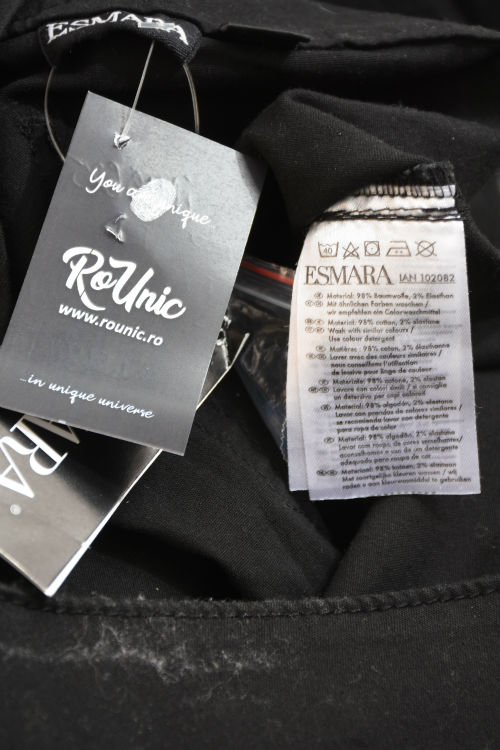 ESMARA
You are unique
RoUnic
www.rounic.ro
...in unique universe
ARA
®
40
ESMARA IAN 102082
Material: 98% Baumwolle, 2% Elasthan
Mit ähnlichen Farben waschen /
wir empfehlen ein Colorwaschmittel
Material: 98% cotton, 2% elastane
Wash with similar colours /
Use colour detergent
Matières: 98% coton, 2% élasthanne
Laver avec des couleurs similaires /
nous conseillons l'utilisation
de lessive pour linge de couleur
Materiale: 98% cotone, 2% elastan
Lavare con colori simili / si consiglia
un detersivo per capi colorati
Material: 98% algodón, 2% elastano
Lavar con prendas de colores similares /
se recomienda lavar con detergente
para ropa de color
Material: 98% algodão, 2% elastano
Lavar com roupa de cores semelhantes/
aconselhamos o uso de um detergente
adequado para roupa de cor
Materiaal: 98% katoen, 2% elastaan
Met soortgelijke kleuren wassen / wij
raden u aan kleurwasmiddel te gebruiken